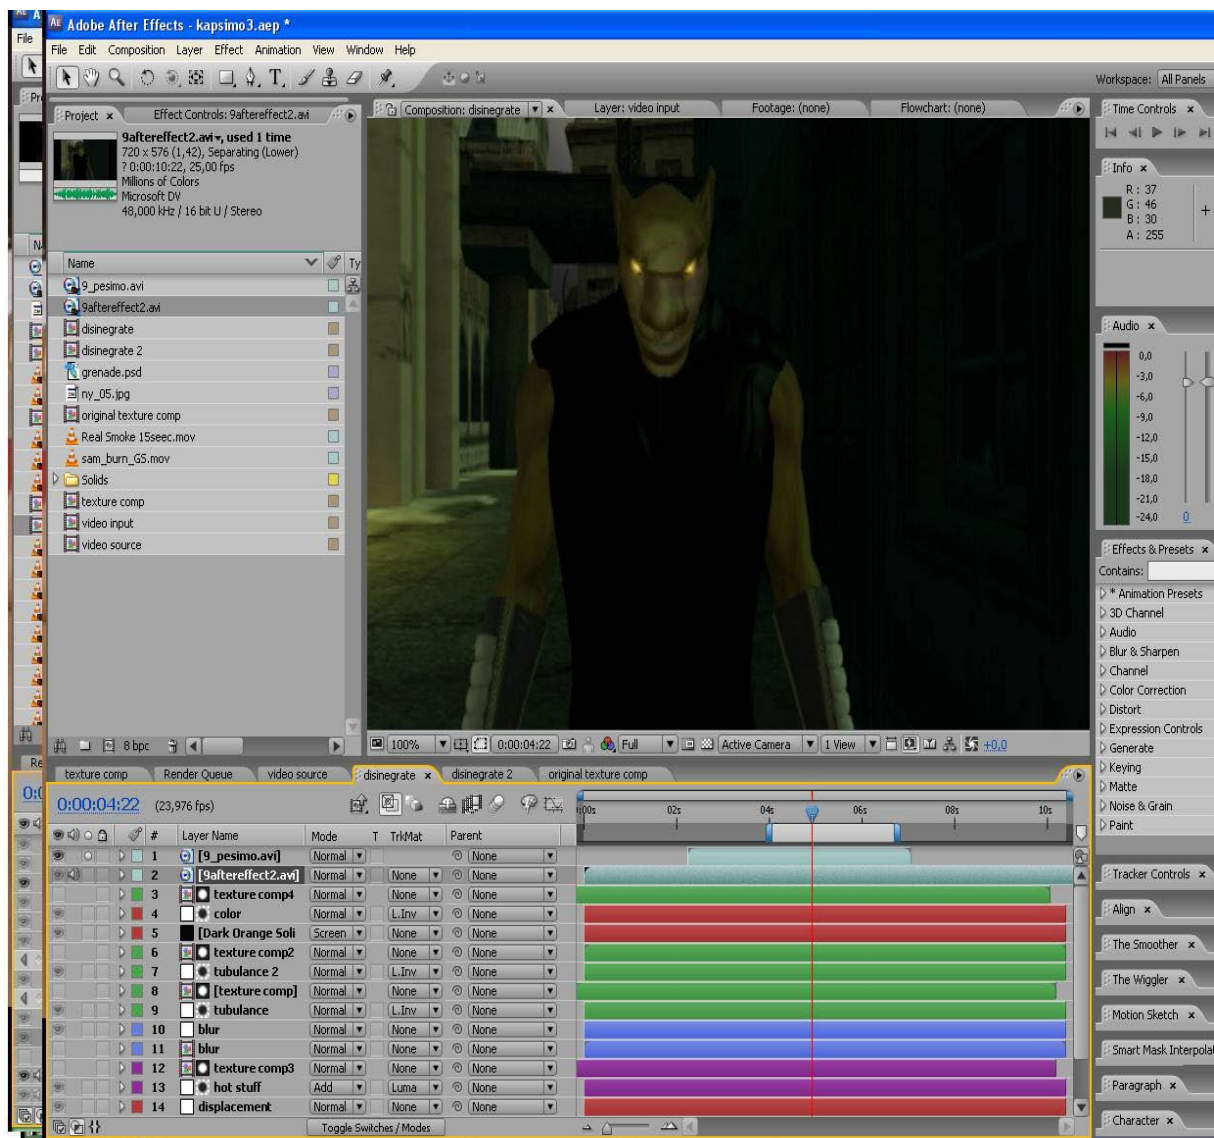 Adobe After Effects - kapsimo3.aep *
File Edit Composition Layer Effect Animation View Window Help
Workspace: All Panels
Project × Effect Controls: 9aftereffect2.avi
Composition: disinegrate × Layer: video input Footage: (none) Flowchart: (none)
Time Controls ×
9aftereffect2.avi, used 1 time
720 x 576 (1,42), Separating (Lower)
? 0:00:10:22, 25,00 fps
Millions of Colors
Microsoft DV
48,000 kHz / 16 bit U / Stereo
Info ×
R : 37
G : 46
B : 30
A : 255
Name Ty
9_pesimo.avi
9aftereffect2.avi
disinegrate
disinegrate 2
grenade.psd
ny_05.jpg
original texture comp
Real Smoke 15seec.mov
sam_burn_GS.mov
Solids
texture comp
video input
video source
Audio ×
0,0
-3,0
-6,0
-9,0
-12,0
-15,0
-18,0
-21,0
-24,0 0
Effects & Presets ×
Contains:
* Animation Presets
3D Channel
Audio
Blur & Sharpen
Channel
Color Correction
Distort
Expression Controls
Generate
Keying
Matte
Noise & Grain
Paint
8 bpc
100% 0:00:04:22 Full Active Camera 1 View +0,0
texture comp Render Queue video source disinegrate × disinegrate 2 original texture comp
0:00:04:22 (23,976 fps)
:00s 02s 04s 06s 08s 10s
# Layer Name Mode T TrkMat Parent
1 [9_pesimo.avi] Normal None
2 [9aftereffect2.avi] Normal None None
3 texture comp4 Normal None None
4 color Normal L.Inv None
5 [Dark Orange Soli Screen None None
6 texture comp2 Normal None None
7 tubulance 2 Normal L.Inv None
8 [texture comp] Normal None None
9 tubulance Normal L.Inv None
10 blur Normal None None
11 blur Normal None None
12 texture comp3 Normal None None
13 hot stuff Add Luma None
14 displacement Normal None None
Toggle Switches / Modes
Tracker Controls ×
Align ×
The Smoother ×
The Wiggler ×
Motion Sketch ×
Smart Mask Interpolat
Paragraph ×
Character ×